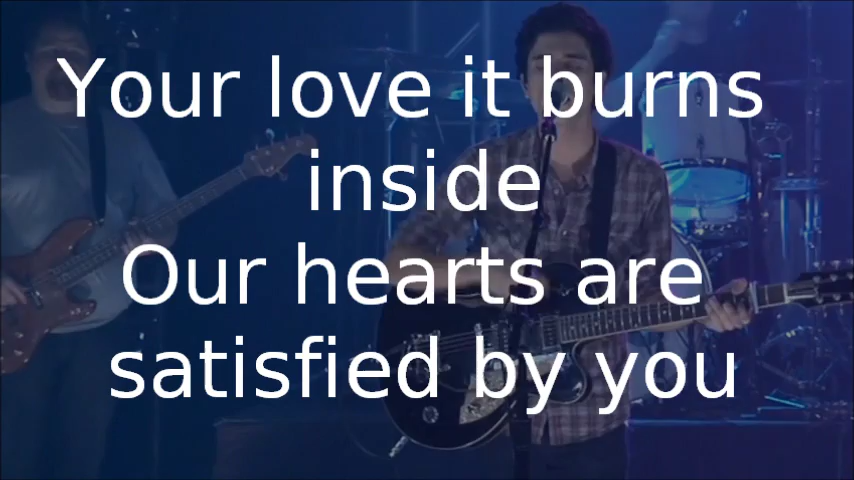 Your love it burns
inside
Our hearts are
satisfied by you